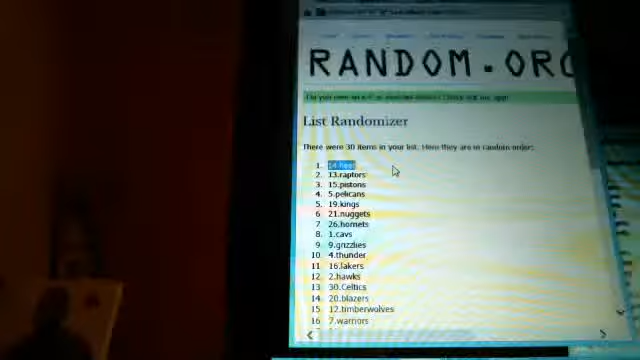 RANDOM.ORG
List Randomizer
There were 30 items in your list. Here they are in random order:
1.
2. 13.raptors
3. 15.pistons
4. 5.pelicans
5. 19.kings
6. 21.nuggets
7. 26.hornets
8. 1.cavs
9. 9.grizzlies
10. 4.thunder
11. 16.lakers
12. 2.hawks
13. 30.Celtics
14. 20.blazers
15. 12.timberwolves
16. 7.warriors